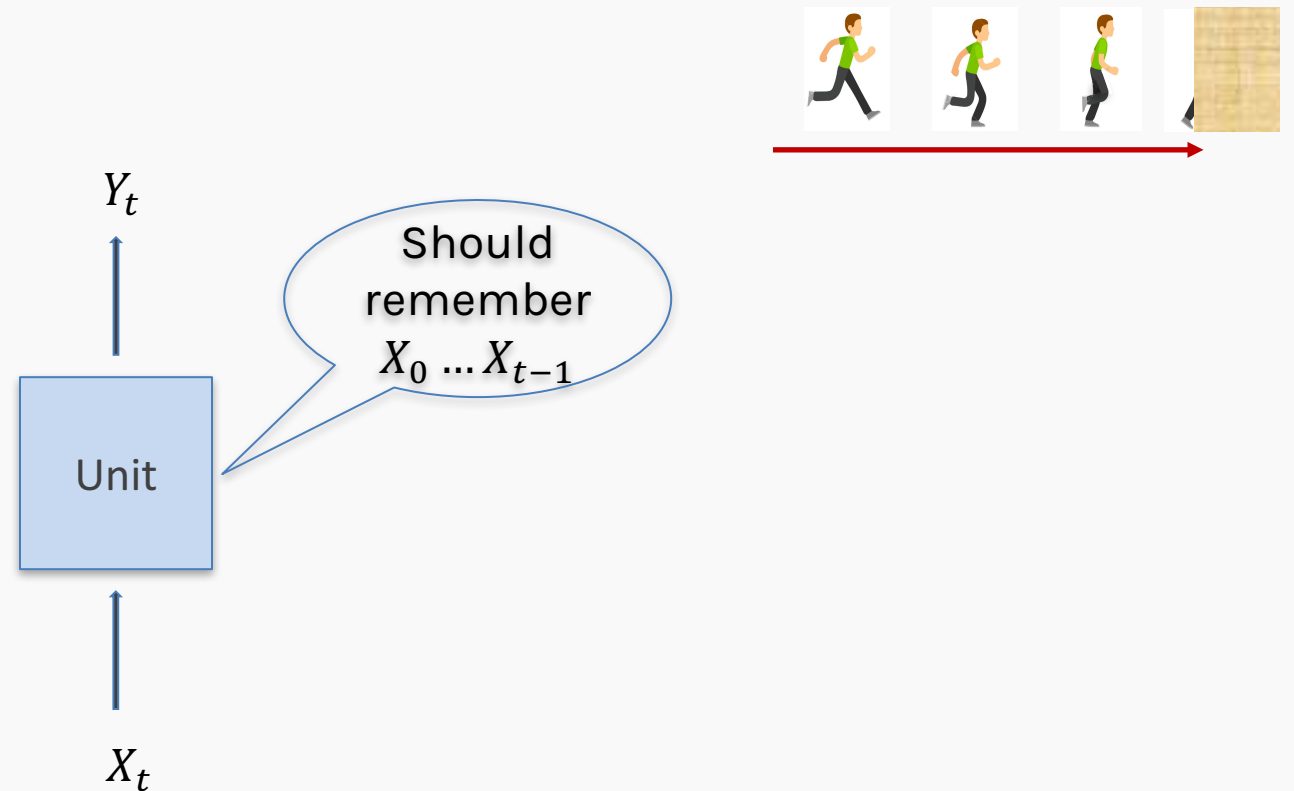 Y_t
Should
remember
X_0 ... X_{t-1}
Unit
X_t